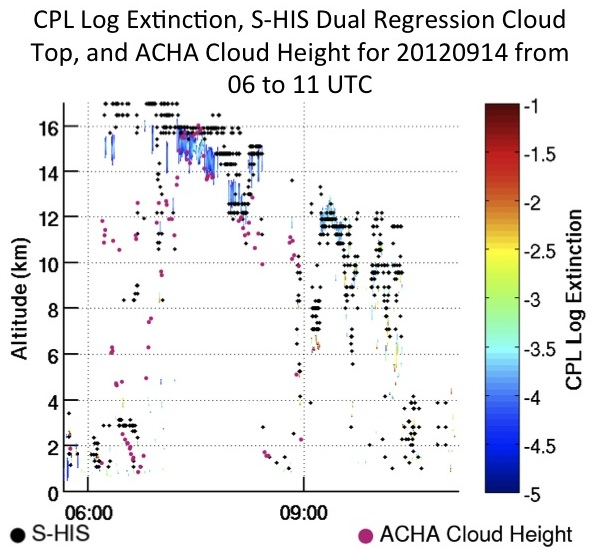 CPL Log Extinction, S-HIS Dual Regression Cloud
Top, and ACHA Cloud Height for 20120914 from
06 to 11 UTC
Altitude (km)
16
14
12
10
8
6
4
2
0
06:00
09:00
-1
-1.5
-2
-2.5
-3
-3.5
-4
-4.5
-5
CPL Log Extinction
S-HIS
ACHA Cloud Height